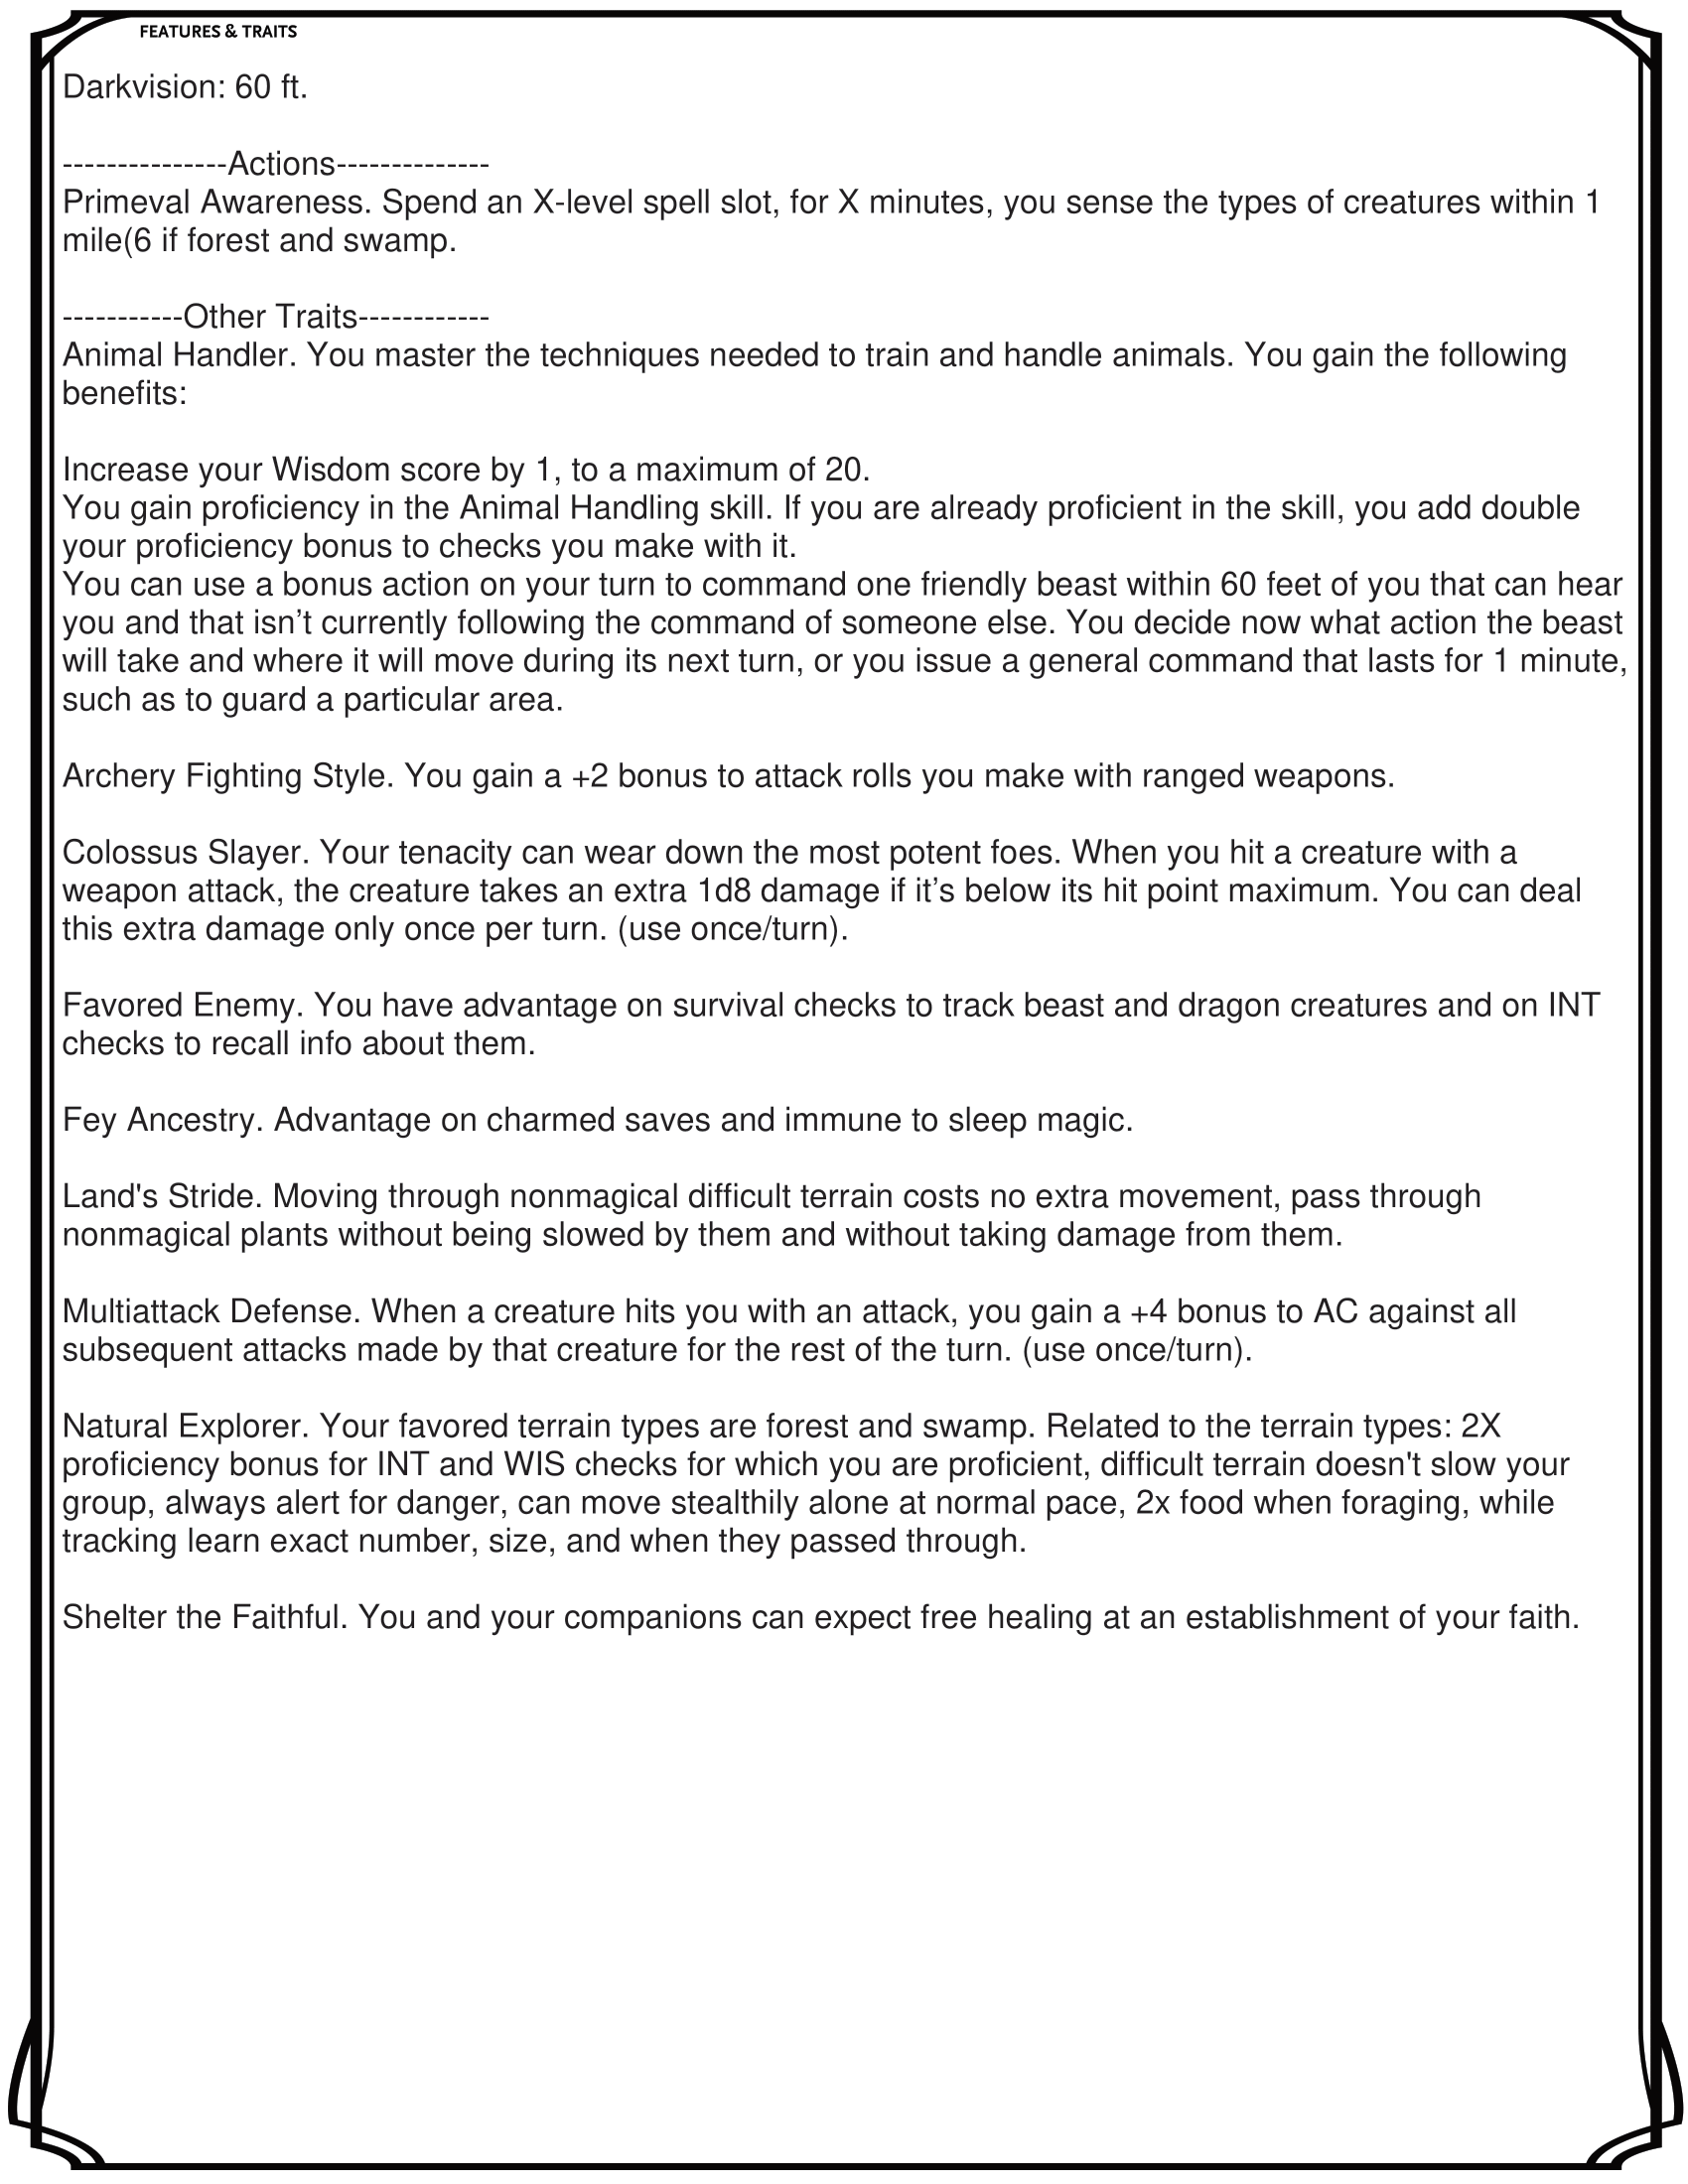 FEATURES & TRAITS
Darkvision: 60 ft.
---------------Actions--------------
Primeval Awareness. Spend an X-level spell slot, for X minutes, you sense the types of creatures within 1
mile(6 if forest and swamp.
-----------Other Traits------------
Animal Handler. You master the techniques needed to train and handle animals. You gain the following
benefits:
Increase your Wisdom score by 1, to a maximum of 20.
You gain proficiency in the Animal Handling skill. If you are already proficient in the skill, you add double
your proficiency bonus to checks you make with it.
You can use a bonus action on your turn to command one friendly beast within 60 feet of you that can hear
you and that isn’t currently following the command of someone else. You decide now what action the beast
will take and where it will move during its next turn, or you issue a general command that lasts for 1 minute,
such as to guard a particular area.
Archery Fighting Style. You gain a +2 bonus to attack rolls you make with ranged weapons.
Colossus Slayer. Your tenacity can wear down the most potent foes. When you hit a creature with a
weapon attack, the creature takes an extra 1d8 damage if it’s below its hit point maximum. You can deal
this extra damage only once per turn. (use once/turn).
Favored Enemy. You have advantage on survival checks to track beast and dragon creatures and on INT
checks to recall info about them.
Fey Ancestry. Advantage on charmed saves and immune to sleep magic.
Land's Stride. Moving through nonmagical difficult terrain costs no extra movement, pass through
nonmagical plants without being slowed by them and without taking damage from them.
Multiattack Defense. When a creature hits you with an attack, you gain a +4 bonus to AC against all
subsequent attacks made by that creature for the rest of the turn. (use once/turn).
Natural Explorer. Your favored terrain types are forest and swamp. Related to the terrain types: 2X
proficiency bonus for INT and WIS checks for which you are proficient, difficult terrain doesn't slow your
group, always alert for danger, can move stealthily alone at normal pace, 2x food when foraging, while
tracking learn exact number, size, and when they passed through.
Shelter the Faithful. You and your companions can expect free healing at an establishment of your faith.